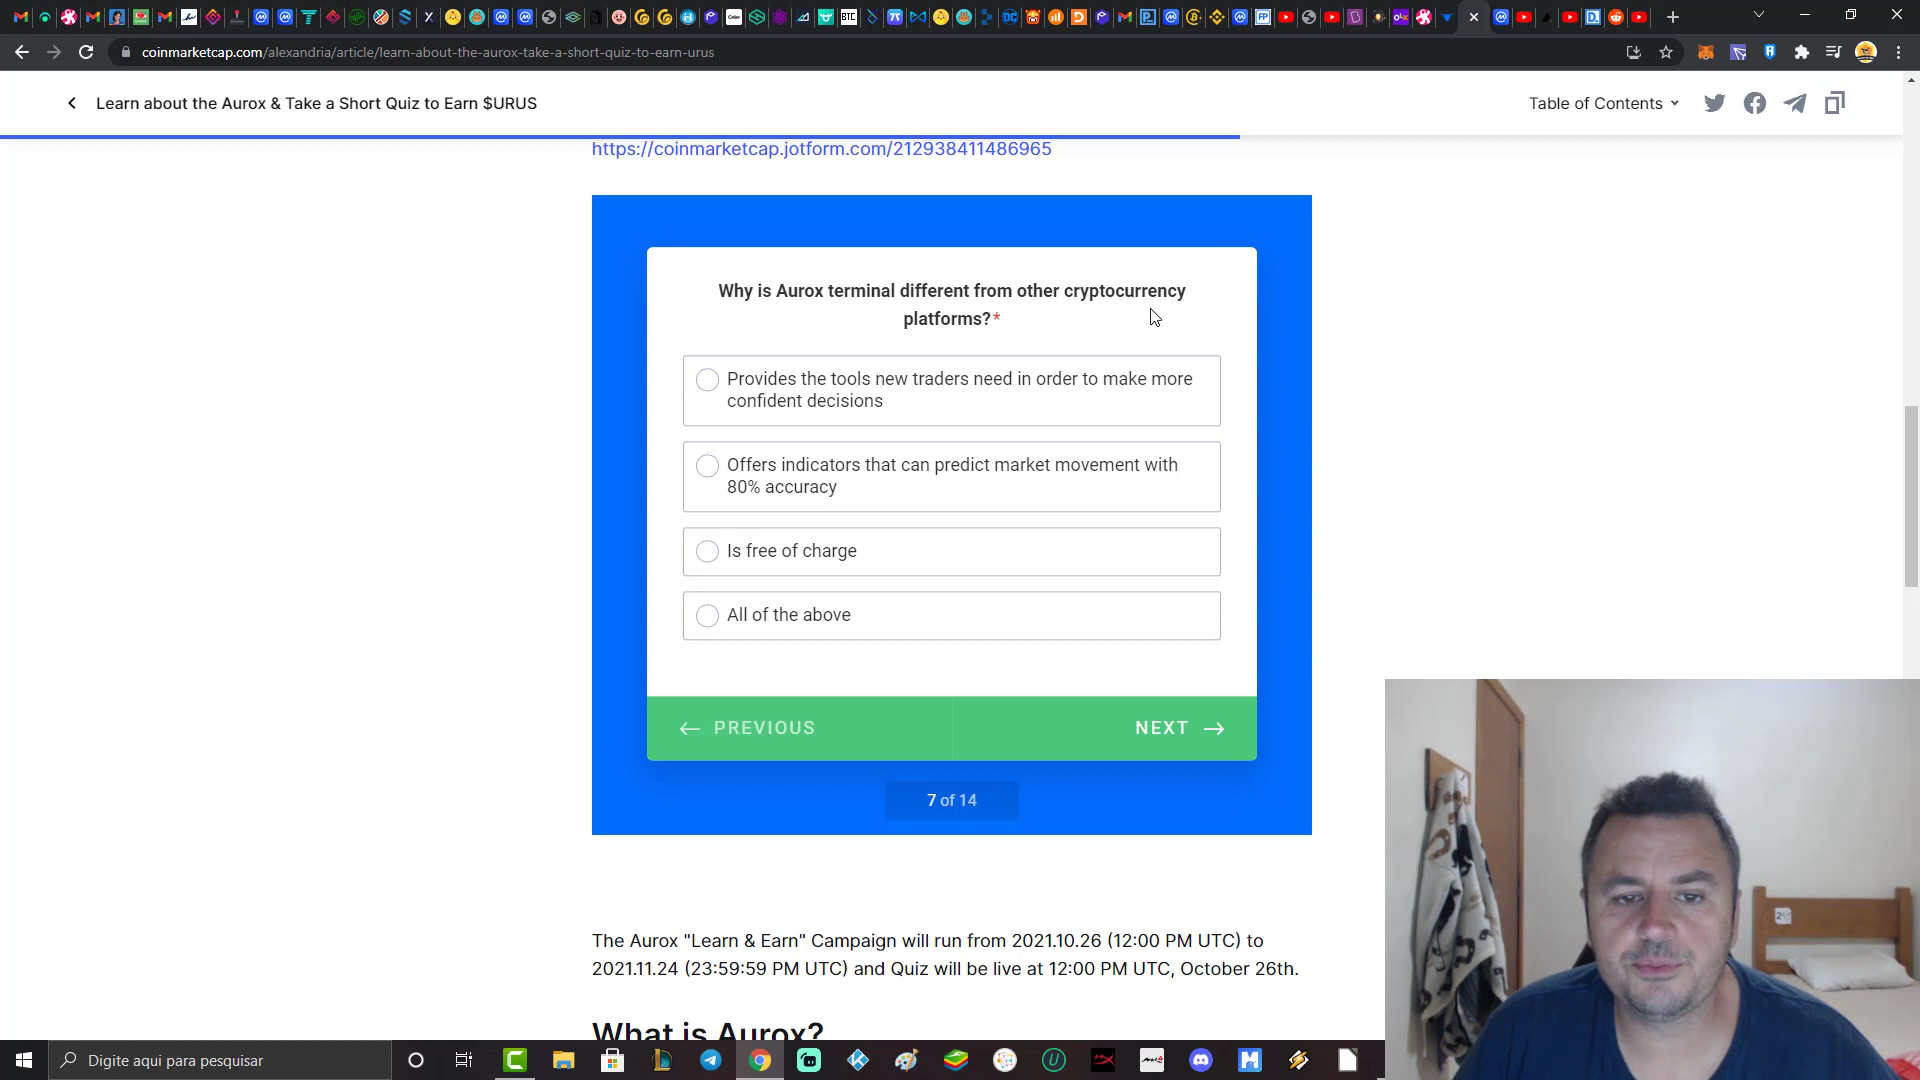 coinmarketcap.com/alexandria/article/learn-about-the-aurox-take-a-short-quiz-to-earn-urus
Learn about the Aurox & Take a Short Quiz to Earn $URUS
Table of Contents
https://coinmarketcap.jotform.com/212938411486965
Why is Aurox terminal different from other cryptocurrency
platforms?*
Provides the tools new traders need in order to make more
confident decisions
Offers indicators that can predict market movement with
80% accuracy
Is free of charge
All of the above
PREVIOUS
NEXT
7 of 14
The Aurox "Learn & Earn" Campaign will run from 2021.10.26 (12:00 PM UTC) to
2021.11.24 (23:59:59 PM UTC) and Quiz will be live at 12:00 PM UTC, October 26th.
What is Aurox?
Digite aqui para pesquisar